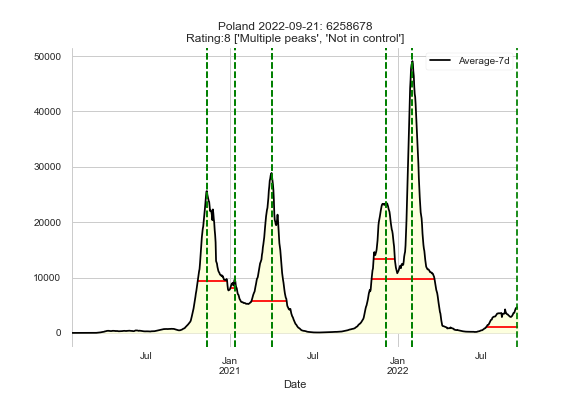 Poland 2022-09-21: 6258678
Rating:8 ['Multiple peaks', 'Not in control']
Average-7d
50000
40000
30000
20000
10000
0
Jul
Jan
2021
Jul
Jan
2022
Jul
Date